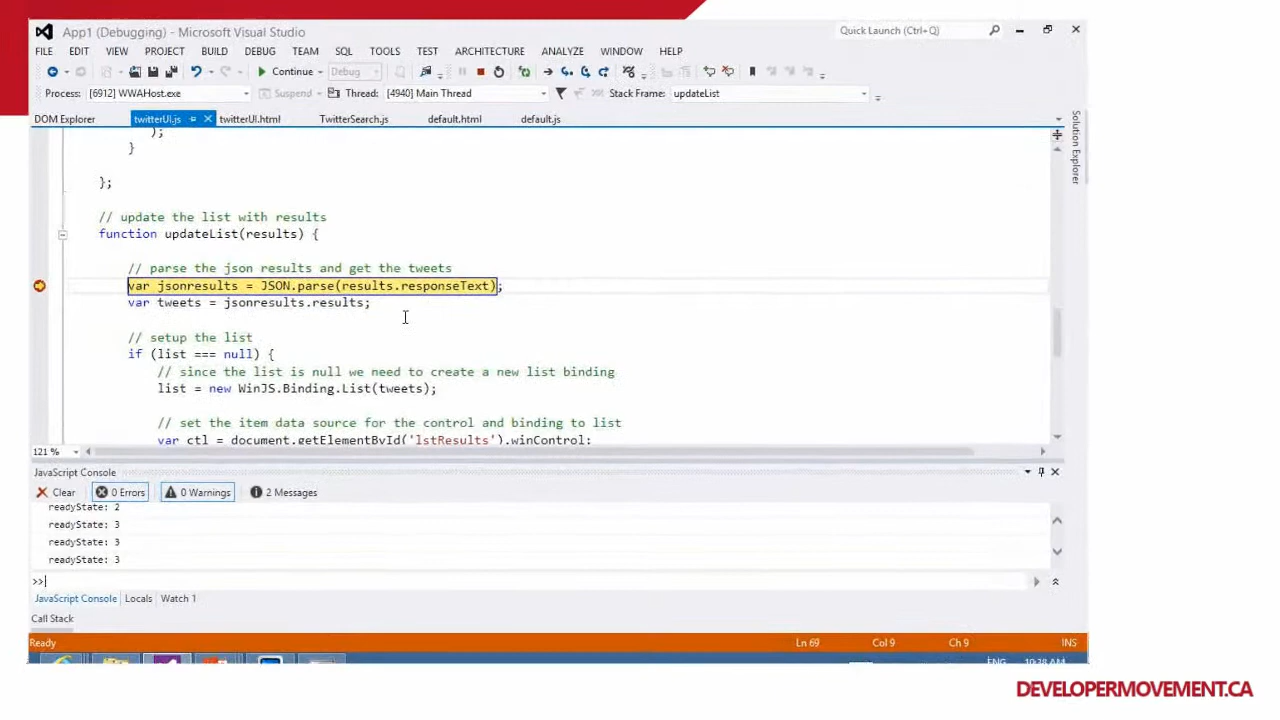 App1 (Debugging) - Microsoft Visual Studio
Quick Launch (Ctrl+Q)
FILE EDIT VIEW PROJECT BUILD DEBUG TEAM SQL TOOLS TEST ARCHITECTURE ANALYZE WINDOW HELP
Continue Debug
Process: [6912] WWAHost.exe Suspend Thread: [4940] Main Thread Stack Frame: updateList
DOM Explorer twitterUI.js twitterUI.html TwitterSearch.js default.html default.js
Solution Explorer
);
}
};
// update the list with results
function updateList(results) {
// parse the json results and get the tweets
var jsonresults = JSON.parse(results.responseText);
var tweets = jsonresults.results;
// setup the list
if (list === null) {
// since the list is null we need to create a new list binding
list = new WinJS.Binding.List(tweets);
// set the item data source for the control and binding to list
var ctl = document.getElementById('lstResults').winControl;
121 %
JavaScript Console
Clear 0 Errors 0 Warnings 2 Messages
readyState: 2
readyState: 3
readyState: 3
readyState: 3
>>
JavaScript Console Locals Watch 1
Call Stack
Ready Ln 69 Col 9 Ch 9 INS
ENG 10:38 AM
DEVELOPERMOVEMENT.CA